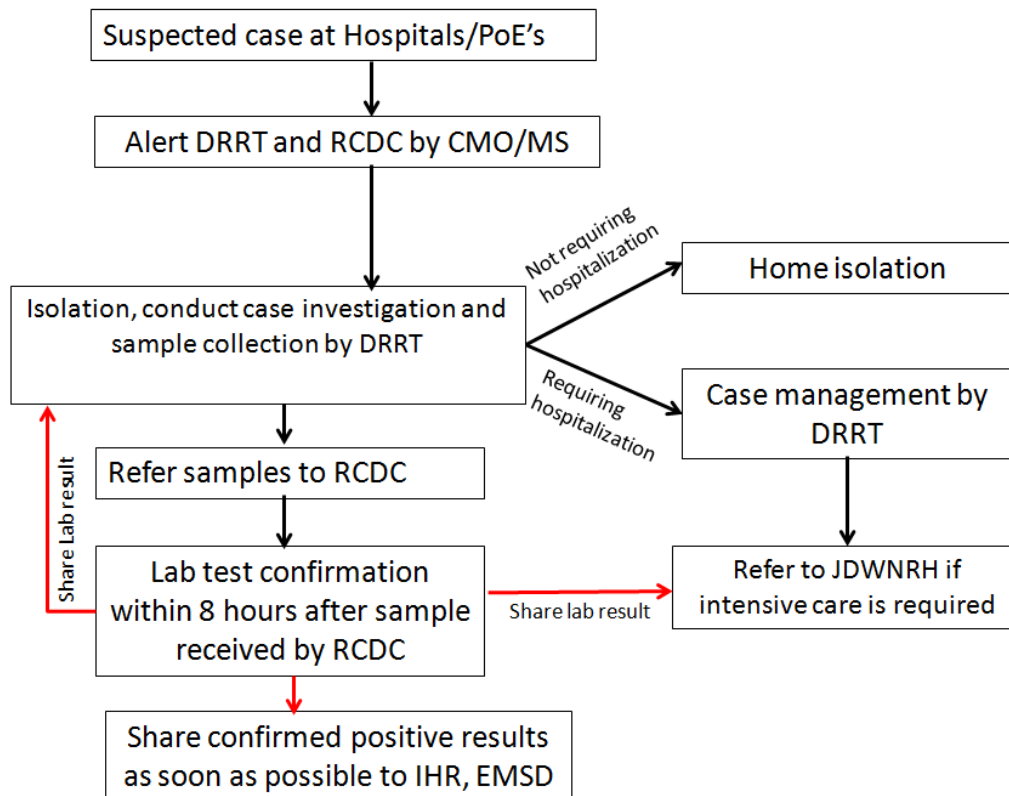 Suspected case at Hospitals/PoE’s
Alert DRRT and RCDC by CMO/MS
Isolation, conduct case investigation and
sample collection by DRRT
Not requiring
hospitalization
Home isolation
Requiring
hospitalization
Case management by
DRRT
Refer samples to RCDC
Share Lab result
Lab test confirmation
within 8 hours after sample
received by RCDC
Share lab result
Refer to JDWNRH if
intensive care is required
Share confirmed positive results
as soon as possible to IHR, EMSD